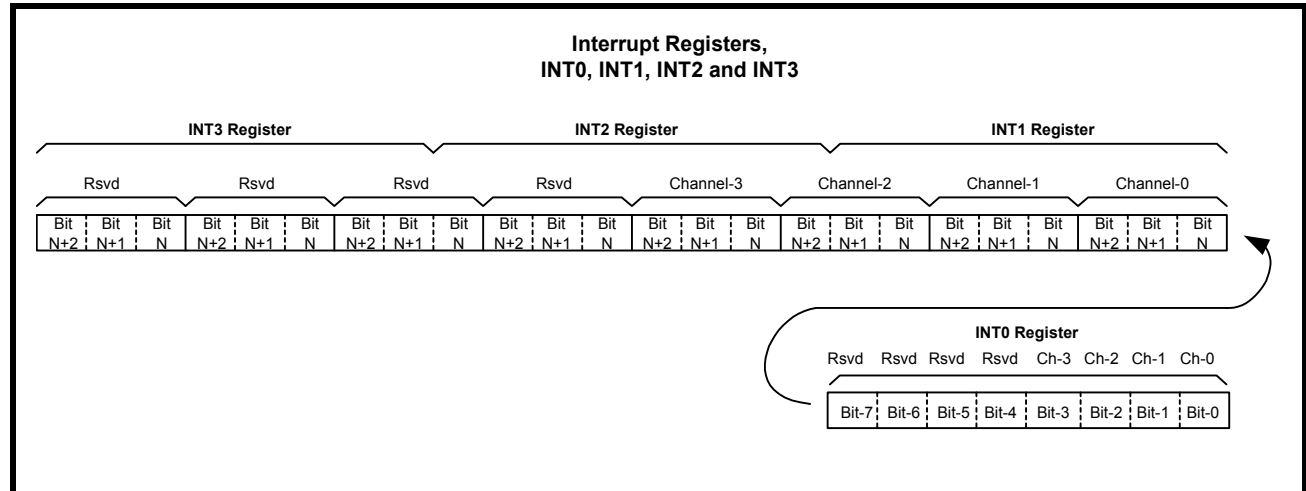 Interrupt Registers,
INT0, INT1, INT2 and INT3
INT3 Register INT2 Register INT1 Register
Rsvd Rsvd Rsvd Rsvd Channel-3 Channel-2 Channel-1 Channel-0
Bit Bit Bit Bit Bit Bit Bit Bit Bit Bit Bit Bit Bit Bit Bit Bit Bit Bit Bit Bit Bit Bit Bit Bit
N+2 N+1 N N+2 N+1 N N+2 N+1 N N+2 N+1 N N+2 N+1 N N+2 N+1 N N+2 N+1 N N+2 N+1 N
INT0 Register
Rsvd Rsvd Rsvd Rsvd Ch-3 Ch-2 Ch-1 Ch-0
Bit-7 Bit-6 Bit-5 Bit-4 Bit-3 Bit-2 Bit-1 Bit-0